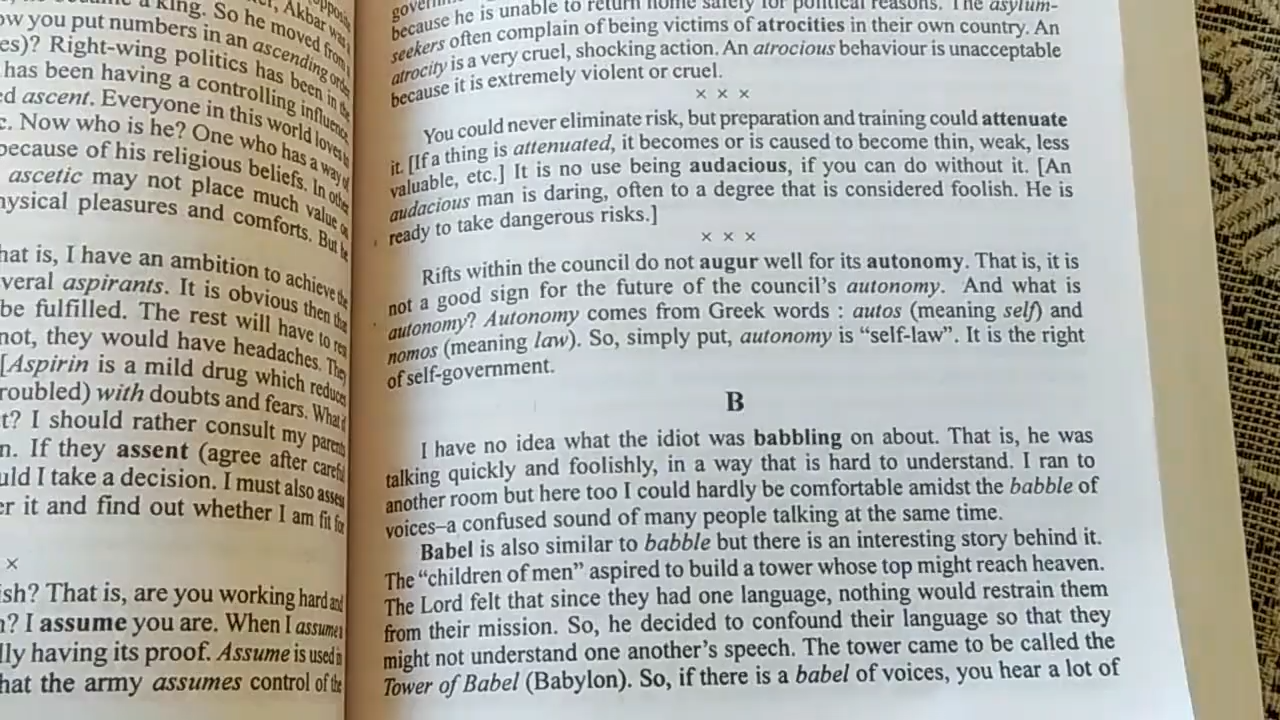 a king. So he moved from
ow you put numbers in an ascending order
es)? Right-wing politics has been in the
has been having a controlling influence
ed ascent. Everyone in this world loves
c. Now who is he? One who has a way of
because of his religious beliefs. In other
ascetic may not place much value on
hysical pleasures and comforts. But he
hat is, I have an ambition to achieve the
veral aspirants. It is obvious then that
be fulfilled. The rest will have to rest
not, they would have headaches. They
[Aspirin is a mild drug which reduces
roubled) with doubts and fears. What if
t? I should rather consult my parents
n. If they assent (agree after careful
uld I take a decision. I must also assess
er it and find out whether I am fit for
×
ish? That is, are you working hard and
n? I assume you are. When I assume a
lly having its proof. Assume is used in
hat the army assumes control of the
because he is unable to return home safely for political reasons. The asylum-
seekers often complain of being victims of atrocities in their own country. An
atrocity is a very cruel, shocking action. An atrocious behaviour is unacceptable
because it is extremely violent or cruel.
× × ×
You could never eliminate risk, but preparation and training could attenuate
it. [If a thing is attenuated, it becomes or is caused to become thin, weak, less
valuable, etc.] It is no use being audacious, if you can do without it. [An
audacious man is daring, often to a degree that is considered foolish. He is
ready to take dangerous risks.]
× × ×
Rifts within the council do not augur well for its autonomy. That is, it is
not a good sign for the future of the council's autonomy. And what is
autonomy? Autonomy comes from Greek words : autos (meaning self) and
nomos (meaning law). So, simply put, autonomy is “self-law”. It is the right
of self-government.
B
I have no idea what the idiot was babbling on about. That is, he was
talking quickly and foolishly, in a way that is hard to understand. I ran to
another room but here too I could hardly be comfortable amidst the babble of
voices–a confused sound of many people talking at the same time.
Babel is also similar to babble but there is an interesting story behind it.
The “children of men” aspired to build a tower whose top might reach heaven.
The Lord felt that since they had one language, nothing would restrain them
from their mission. So, he decided to confound their language so that they
might not understand one another's speech. The tower came to be called the
Tower of Babel (Babylon). So, if there is a babel of voices, you hear a lot of